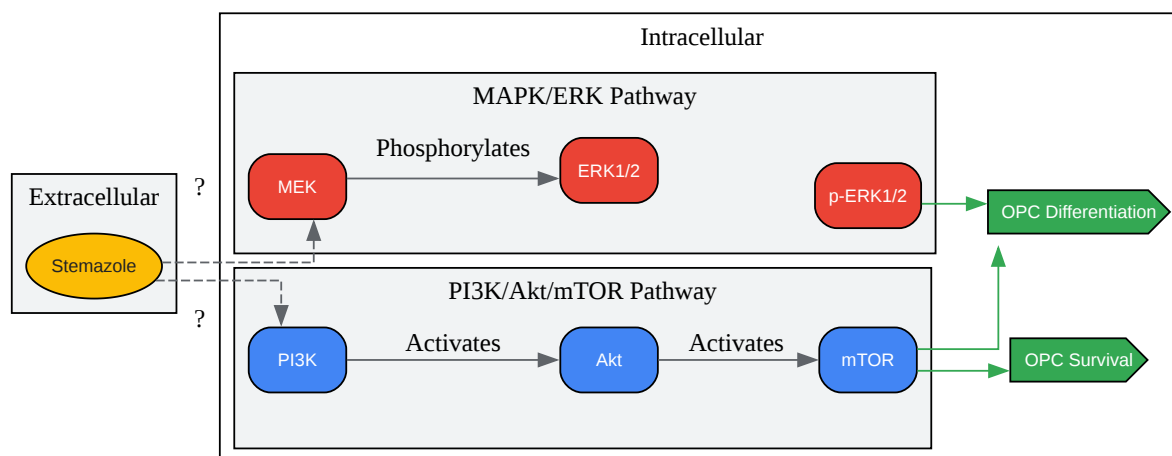 Intracellular
MAPK/ERK Pathway
Phosphorylates
MEK
ERK1/2
p-ERK1/2
OPC Differentiation
?
Extracellular
Stemazole
?
PI3K/Akt/mTOR Pathway
PI3K
Activates
Akt
Activates
mTOR
OPC Survival